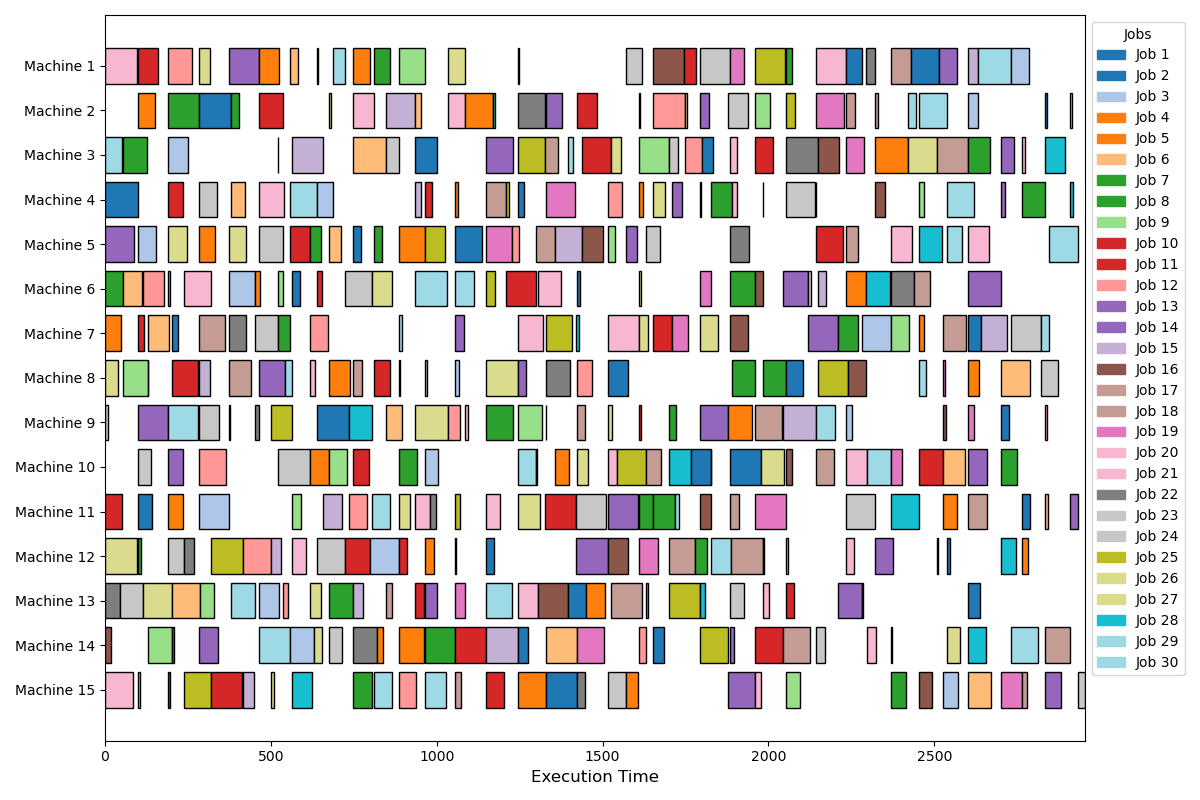 Machine 1
Machine 2
Machine 3
Machine 4
Machine 5
Machine 6
Machine 7
Machine 8
Machine 9
Machine 10
Machine 11
Machine 12
Machine 13
Machine 14
Machine 15
0 500 1000 1500 2000 2500
Execution Time
Jobs
Job 1
Job 2
Job 3
Job 4
Job 5
Job 6
Job 7
Job 8
Job 9
Job 10
Job 11
Job 12
Job 13
Job 14
Job 15
Job 16
Job 17
Job 18
Job 19
Job 20
Job 21
Job 22
Job 23
Job 24
Job 25
Job 26
Job 27
Job 28
Job 29
Job 30